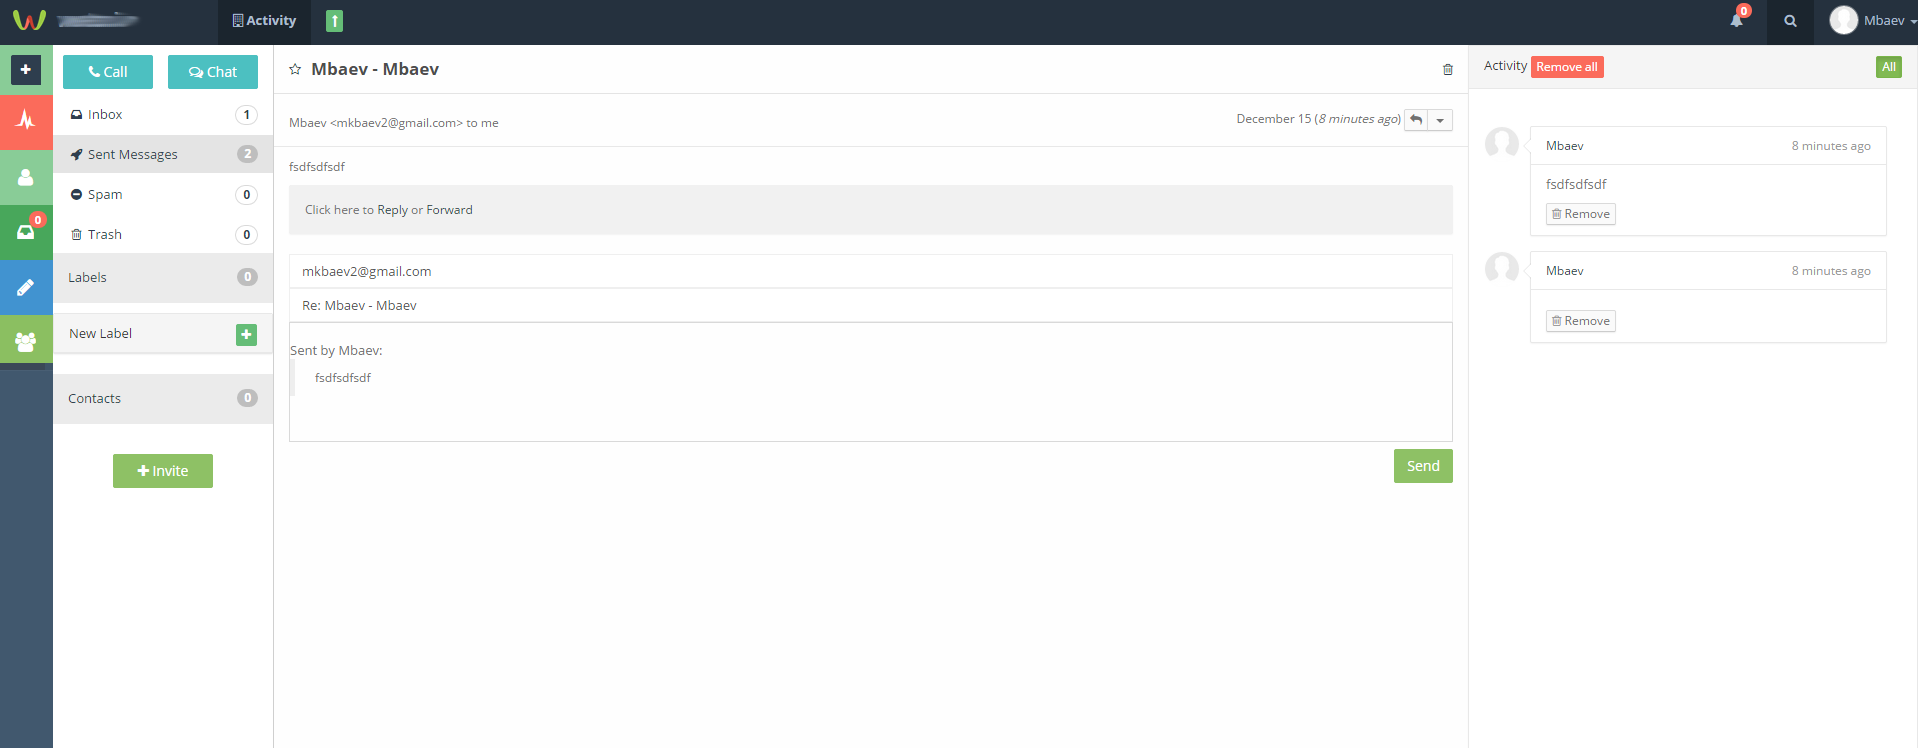 Activity
0
Mbaev
Call
Chat
Inbox 1
Sent Messages 2
Spam 0
Trash 0
Labels 0
New Label
Contacts 0
Invite
0
Mbaev - Mbaev
Mbaev <mkbaev2@gmail.com> to me
December 15 (8 minutes ago)
fsdfsdfsdf
Click here to Reply or Forward
mkbaev2@gmail.com
Re: Mbaev - Mbaev
Sent by Mbaev:
fsdfsdfsdf
Send
Activity Remove all All
Mbaev 8 minutes ago
fsdfsdfsdf
Remove
Mbaev 8 minutes ago
Remove